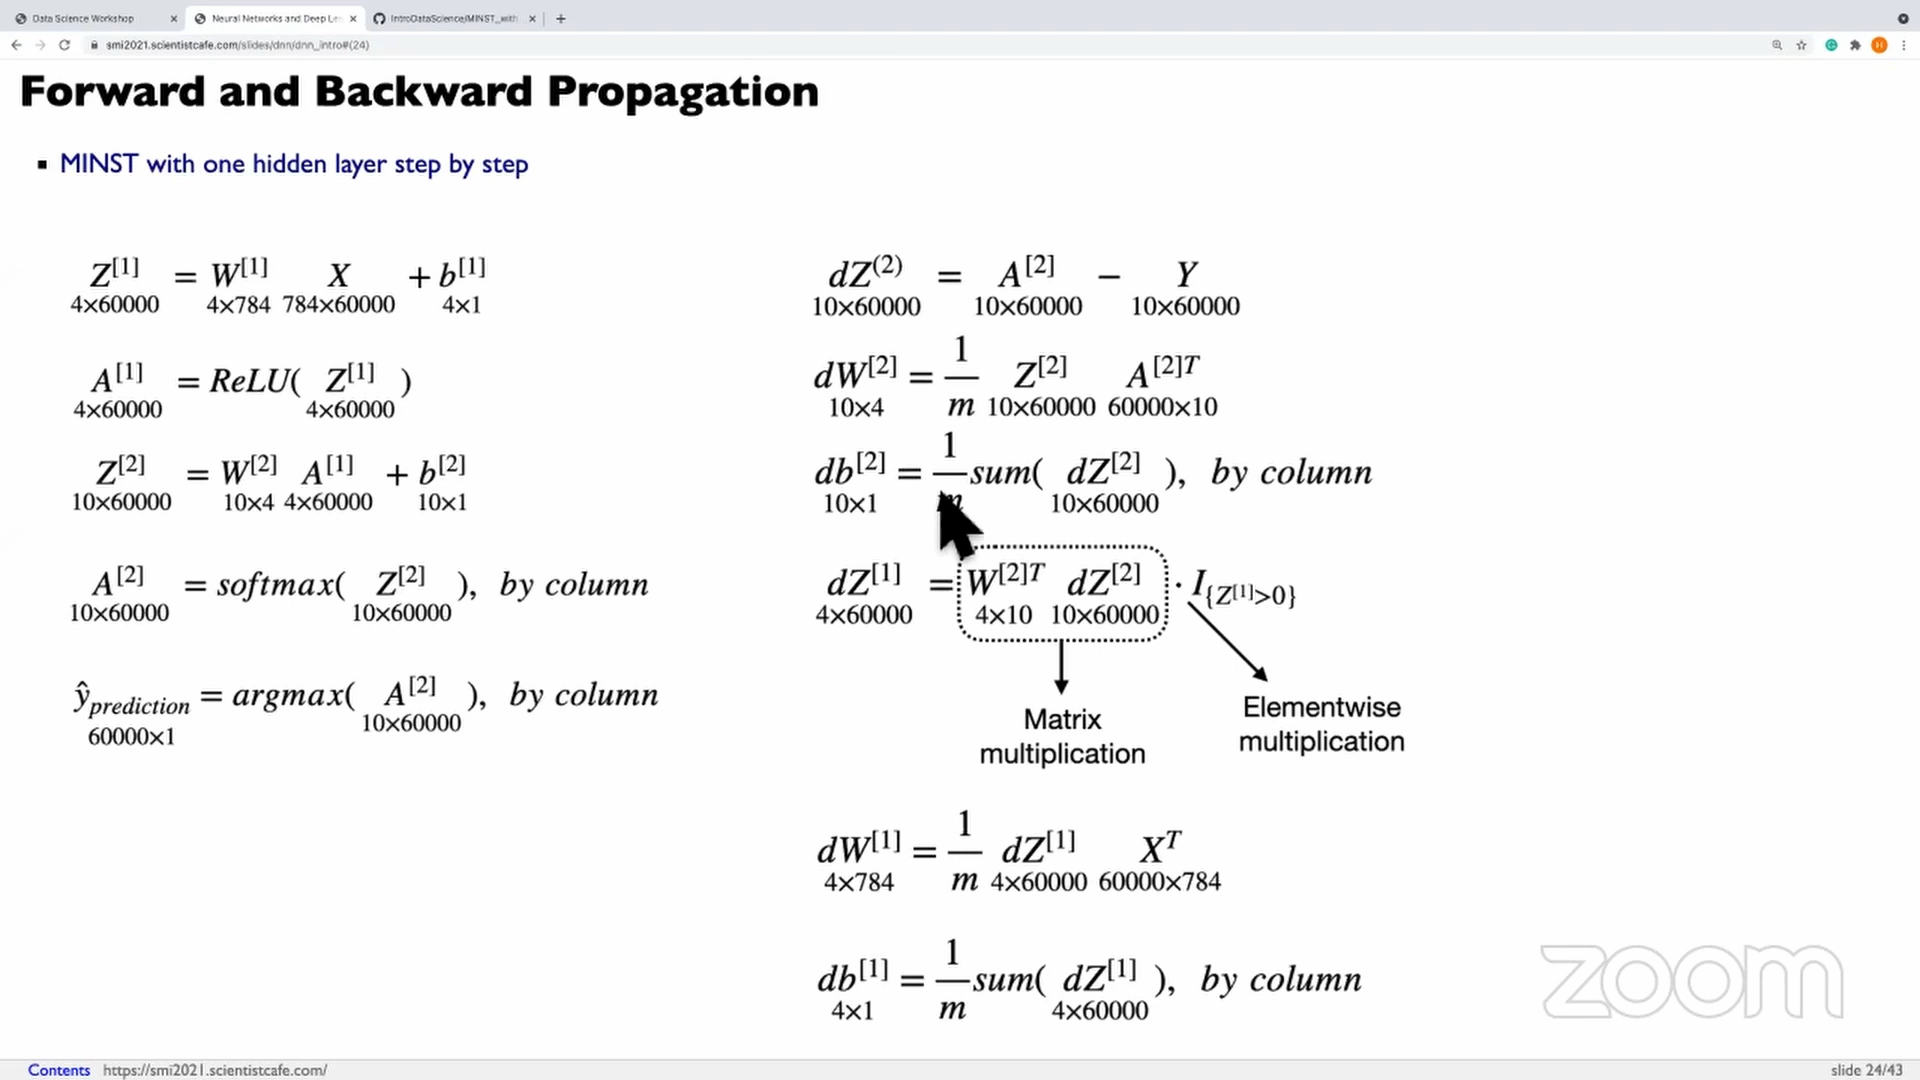 Data Science Workshop
Neural Networks and Deep Le
IntroDataScience/MINST_with
smi2021.scientistcafe.com/slides/dnn/dnn_intro#(24)
Forward and Backward Propagation
▪ MINST with one hidden layer step by step
Z[1] = W[1] X + b[1]
4×60000 4×784 784×60000 4×1
A[1] = ReLU( Z[1] )
4×60000 4×60000
Z[2] = W[2] A[1] + b[2]
10×60000 10×4 4×60000 10×1
A[2] = softmax( Z[2] ), by column
10×60000 10×60000
ŷprediction = argmax( A[2] ), by column
60000×1 10×60000
dZ(2) = A[2] − Y
10×60000 10×60000 10×60000
dW[2] = 1/m Z[2] A[2]T
10×4 10×60000 60000×10
db[2] = 1/m sum( dZ[2] ), by column
10×1 10×60000
dZ[1] = W[2]T dZ[2] · I{Z[1]>0}
4×60000 4×10 10×60000
Matrix
multiplication
Elementwise
multiplication
dW[1] = 1/m dZ[1] XT
4×784 4×60000 60000×784
db[1] = 1/m sum( dZ[1] ), by column
4×1 4×60000
zoom
Contents https://smi2021.scientistcafe.com/
slide 24/43